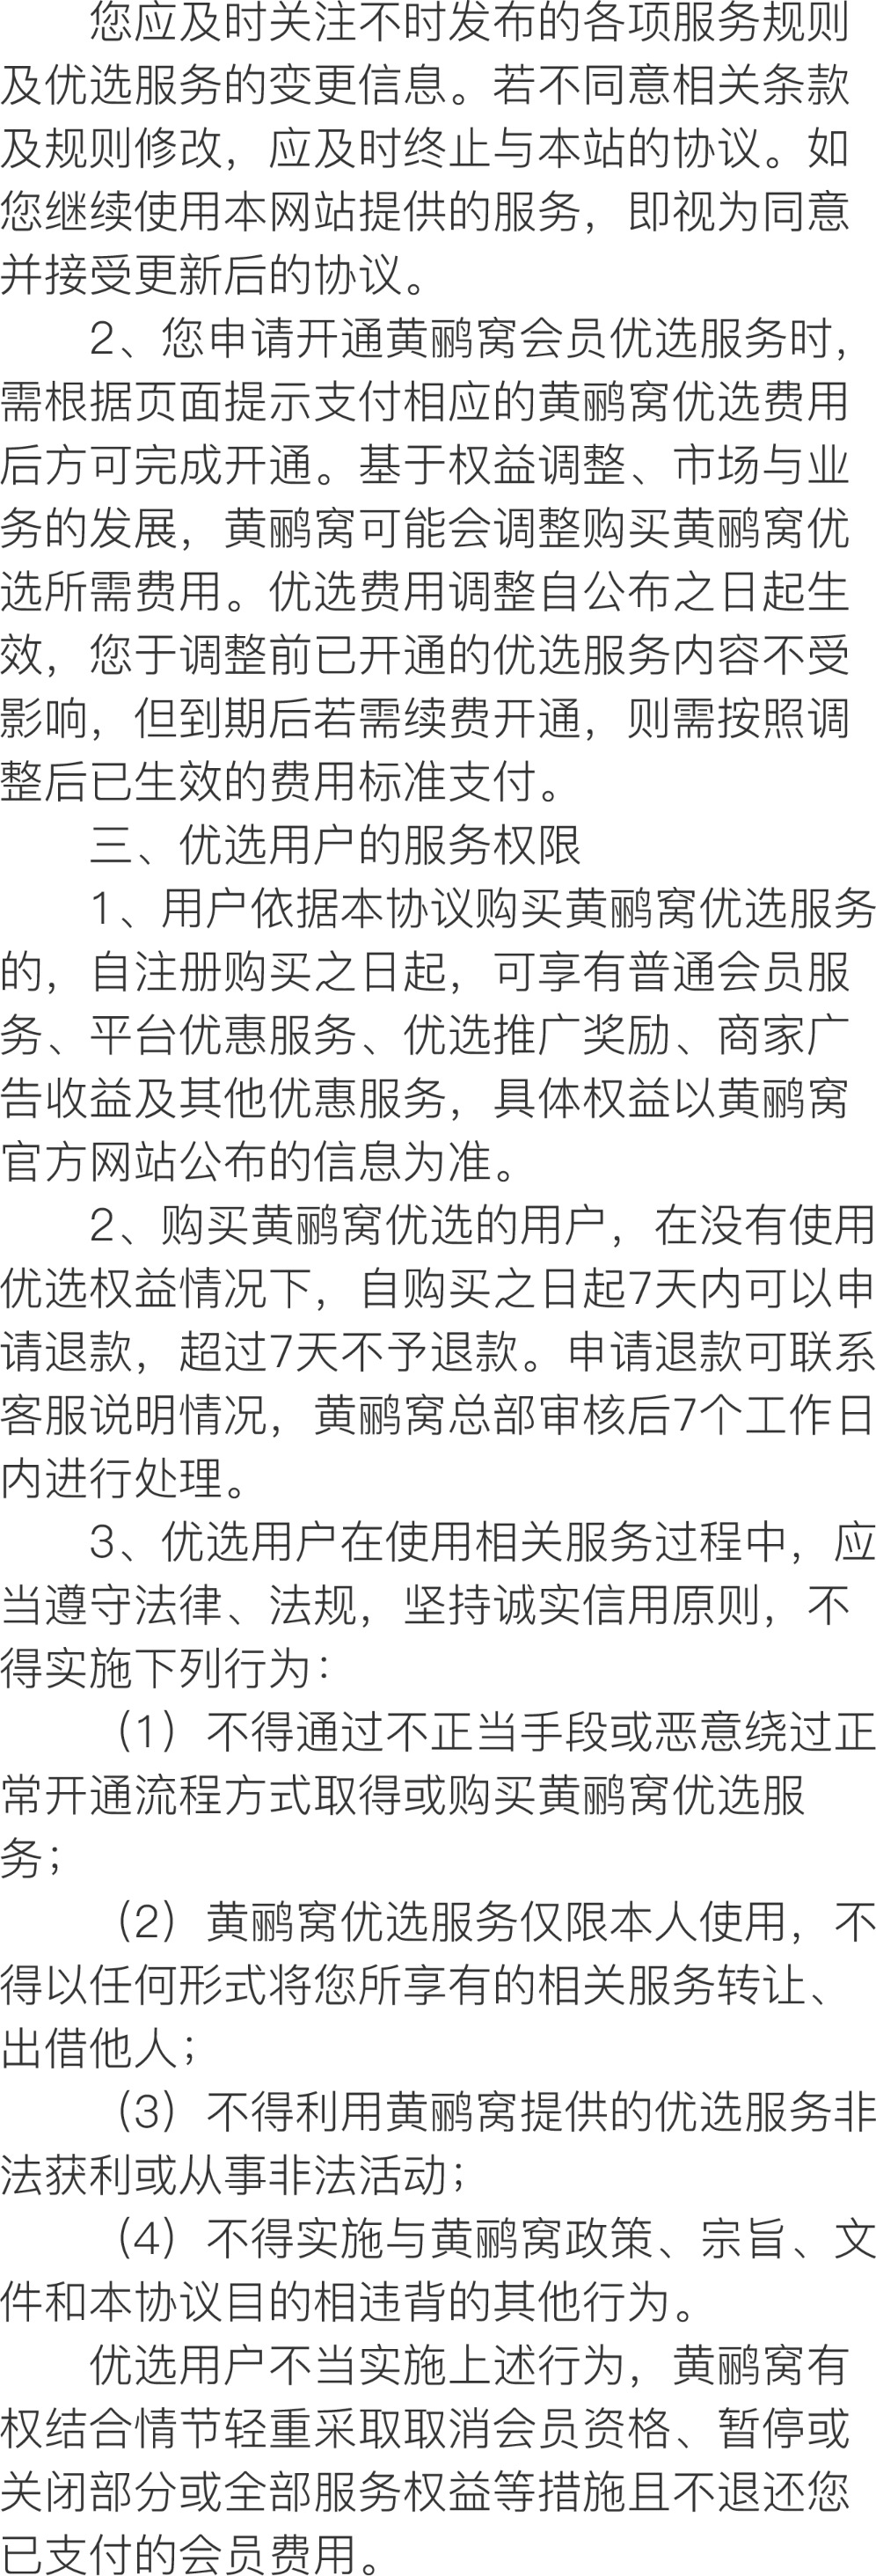 您应及时关注不时发布的各项服务规则
及优选服务的变更信息。若不同意相关条款
及规则修改，应及时终止与本站的协议。如
您继续使用本网站提供的服务，即视为同意
并接受更新后的协议。
2、您申请开通黄鹂窝会员优选服务时，
需根据页面提示支付相应的黄鹂窝优选费用
后方可完成开通。基于权益调整、市场与业
务的发展，黄鹂窝可能会调整购买黄鹂窝优
选所需费用。优选费用调整自公布之日起生
效，您于调整前已开通的优选服务内容不受
影响，但到期后若需续费开通，则需按照调
整后已生效的费用标准支付。
三、优选用户的服务权限
1、用户依据本协议购买黄鹂窝优选服务
的，自注册购买之日起，可享有普通会员服
务、平台优惠服务、优选推广奖励、商家广
告收益及其他优惠服务，具体权益以黄鹂窝
官方网站公布的信息为准。
2、购买黄鹂窝优选的用户，在没有使用
优选权益情况下，自购买之日起7天内可以申
请退款，超过7天不予退款。申请退款可联系
客服说明情况，黄鹂窝总部审核后7个工作日
内进行处理。
3、优选用户在使用相关服务过程中，应
当遵守法律、法规，坚持诚实信用原则，不
得实施下列行为：
（1）不得通过不正当手段或恶意绕过正
常开通流程方式取得或购买黄鹂窝优选服
务；
（2）黄鹂窝优选服务仅限本人使用，不
得以任何形式将您所享有的相关服务转让、
出借他人；
（3）不得利用黄鹂窝提供的优选服务非
法获利或从事非法活动；
（4）不得实施与黄鹂窝政策、宗旨、文
件和本协议目的相违背的其他行为。
优选用户不当实施上述行为，黄鹂窝有
权结合情节轻重采取取消会员资格、暂停或
关闭部分或全部服务权益等措施且不退还您
已支付的会员费用。